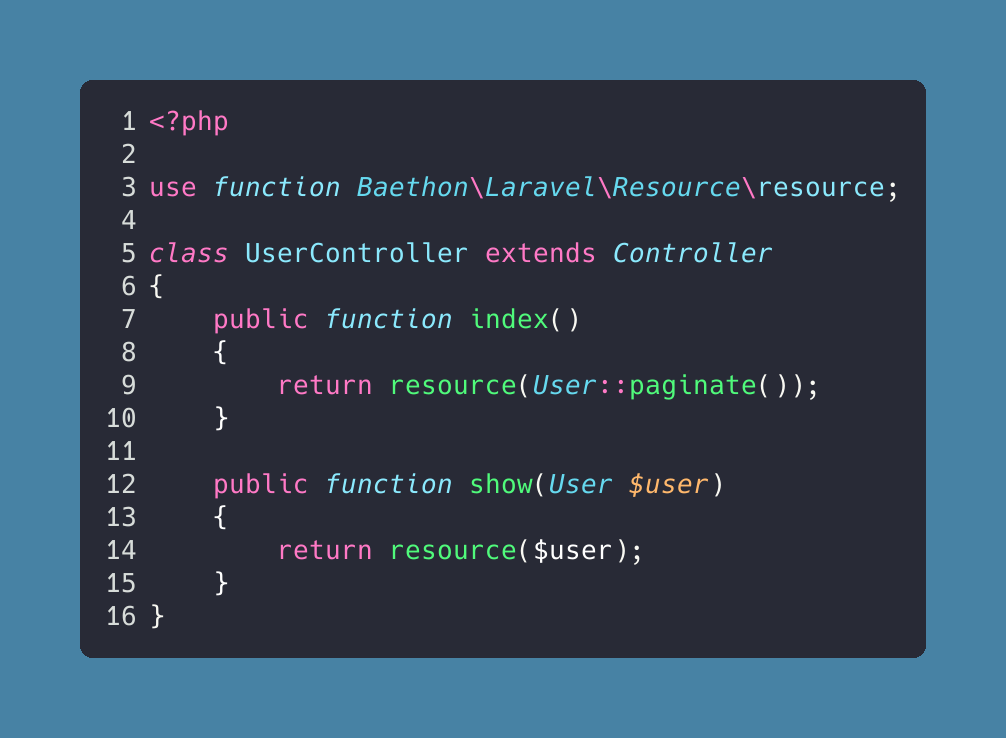 1 <?php
2
3 use function Baethon\Laravel\Resource\resource;
4
5 class UserController extends Controller
6 {
7     public function index()
8     {
9         return resource(User::paginate());
10     }
11
12     public function show(User $user)
13     {
14         return resource($user);
15     }
16 }